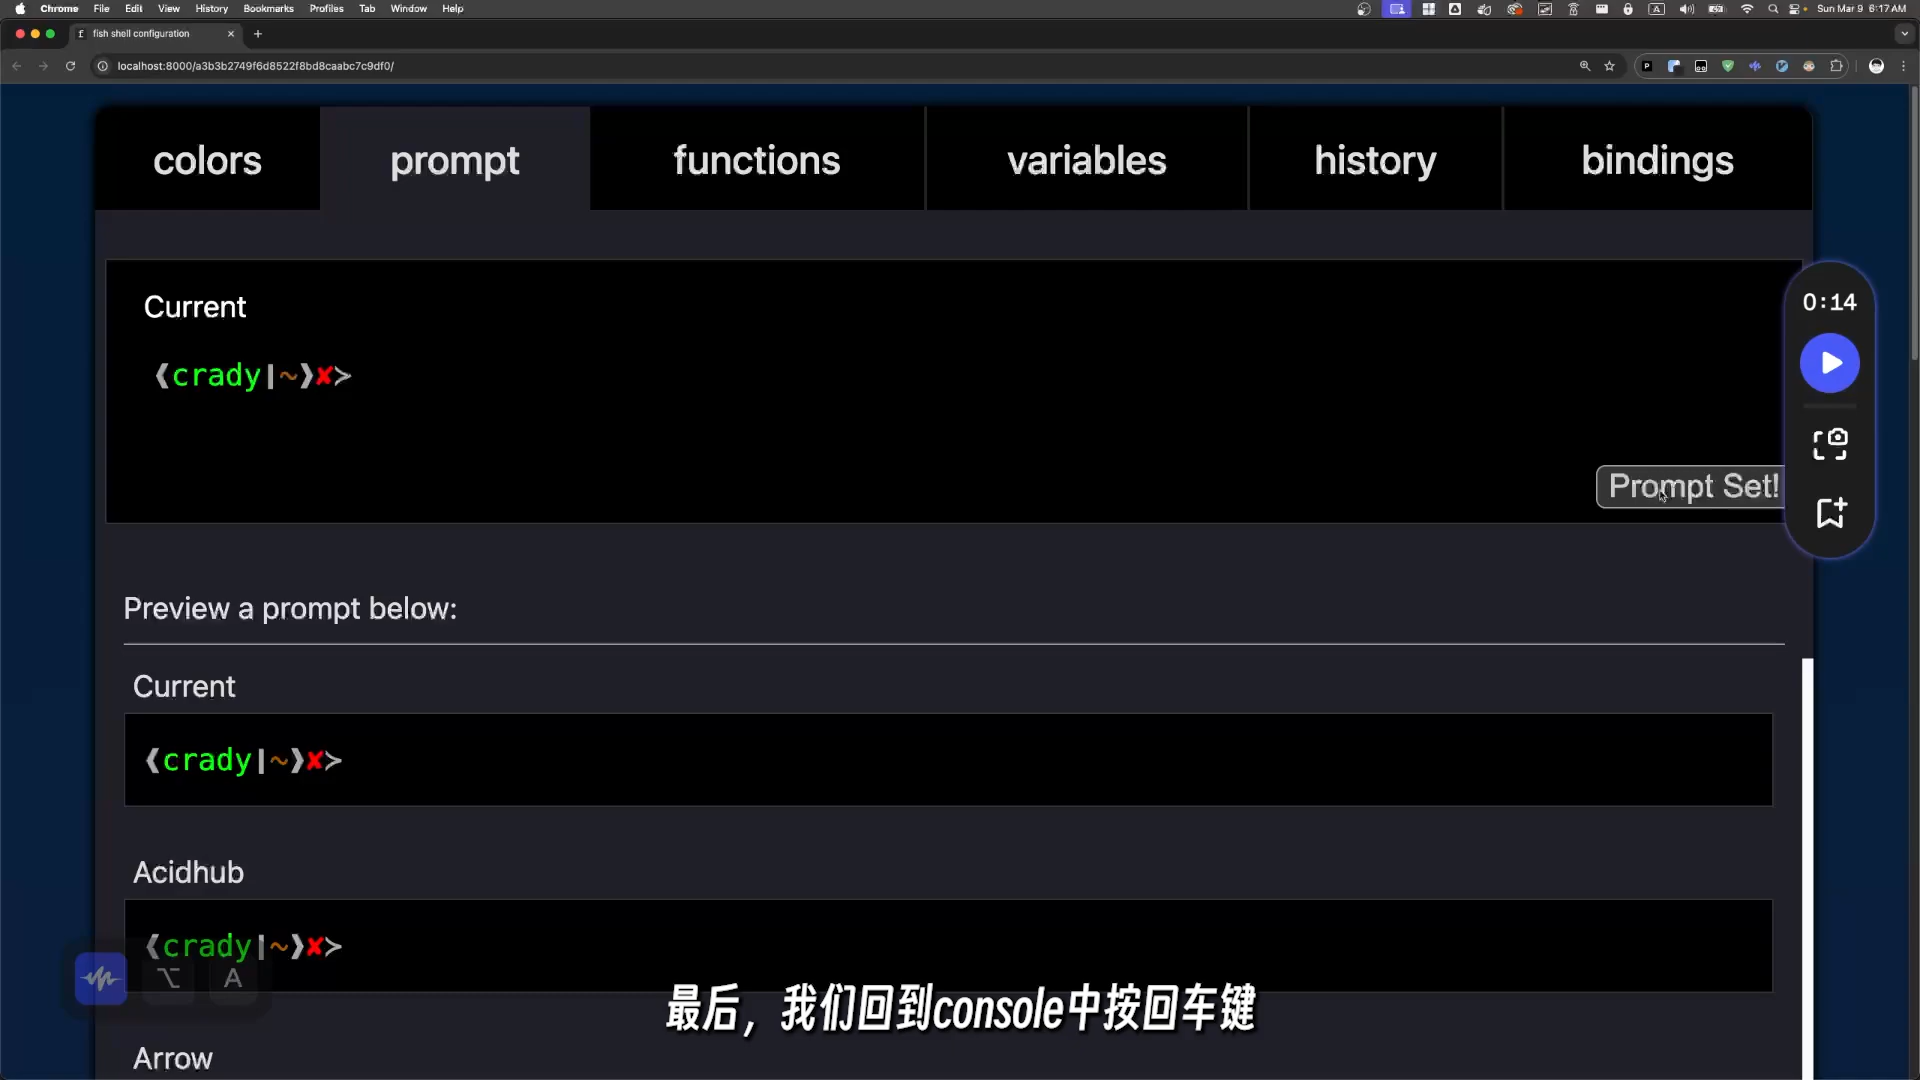 Chrome File Edit View History Bookmarks Profiles Tab Window Help
Sun Mar 9 6:17 AM
fish shell configuration
localhost:8000/a3b3b2749f6d8522f8bd8caabc7c9df0/
colors prompt functions variables history bindings
Current
❰crady|~❱✘≻
0:14
Prompt Set!
Preview a prompt below:
Current
❰crady|~❱✘≻
Acidhub
❰crady|~❱✘≻
⌥ A
最后，我们回到console中按回车键
Arrow